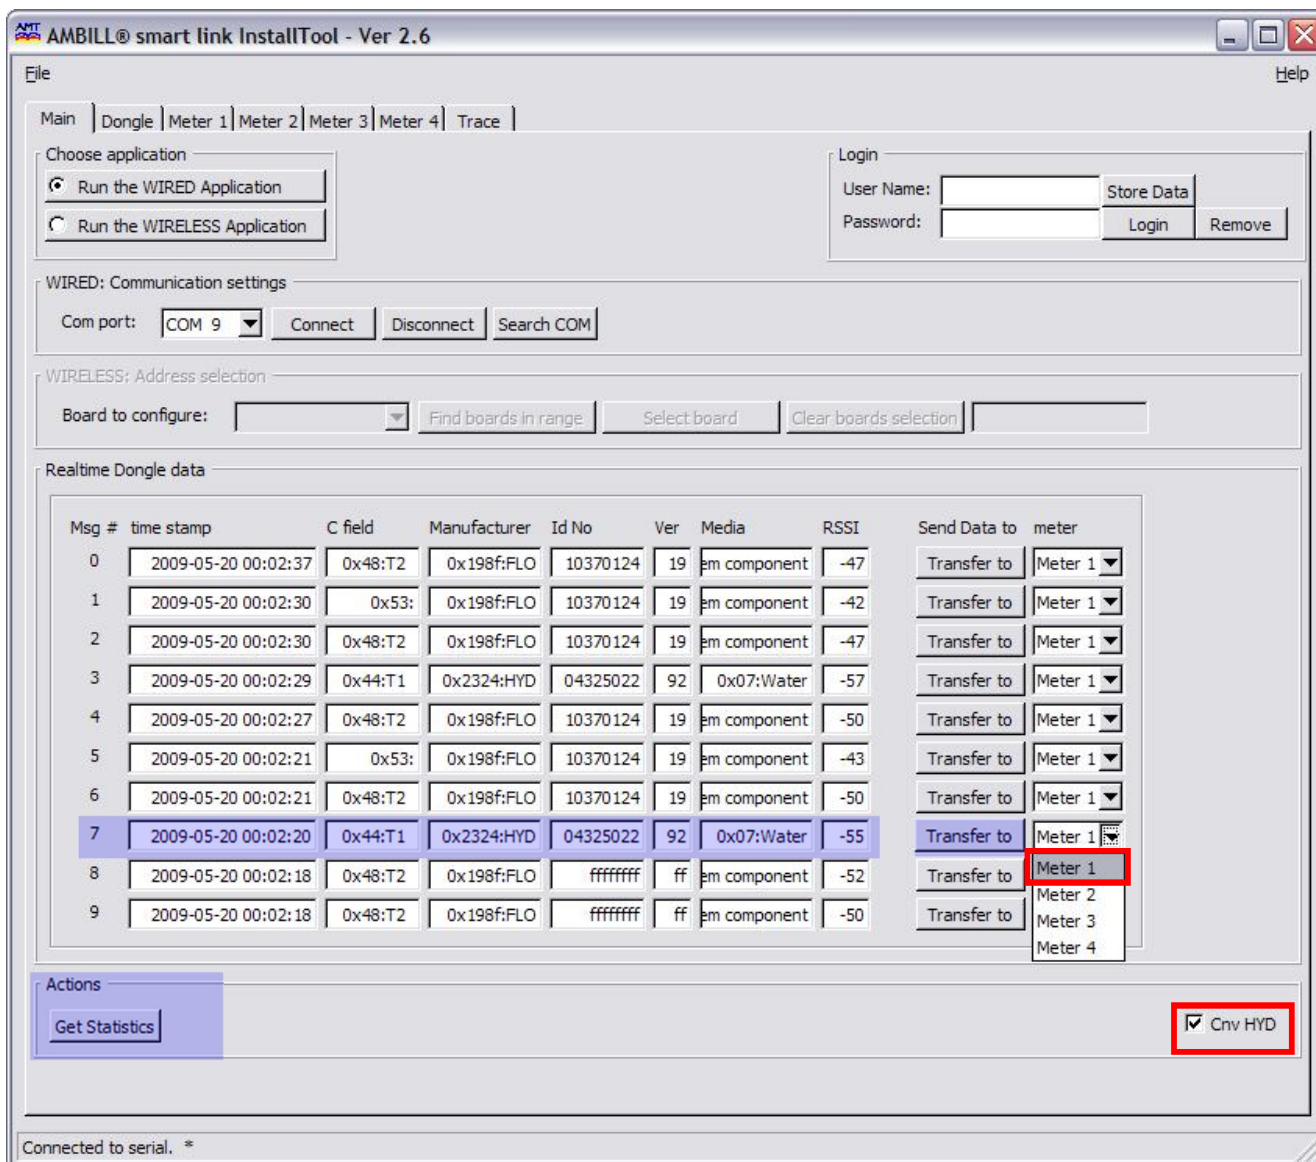 AMBILL® smart link InstallTool - Ver 2.6
File Help
Main Dongle Meter 1 Meter 2 Meter 3 Meter 4 Trace
Choose application
Run the WIRED Application
Run the WIRELESS Application
Login
User Name: Store Data
Password: Login Remove
WIRED: Communication settings
Com port: COM 9 Connect Disconnect Search COM
WIRELESS: Address selection
Board to configure: Find boards in range Select board Clear boards selection
Realtime Dongle data
Msg # time stamp C field Manufacturer Id No Ver Media RSSI Send Data to meter
0 2009-05-20 00:02:37 0x48:T2 0x198f:FLO 10370124 19 em component -47 Transfer to Meter 1
1 2009-05-20 00:02:30 0x53: 0x198f:FLO 10370124 19 em component -42 Transfer to Meter 1
2 2009-05-20 00:02:30 0x48:T2 0x198f:FLO 10370124 19 em component -47 Transfer to Meter 1
3 2009-05-20 00:02:29 0x44:T1 0x2324:HYD 04325022 92 0x07:Water -57 Transfer to Meter 1
4 2009-05-20 00:02:27 0x48:T2 0x198f:FLO 10370124 19 em component -50 Transfer to Meter 1
5 2009-05-20 00:02:21 0x53: 0x198f:FLO 10370124 19 em component -43 Transfer to Meter 1
6 2009-05-20 00:02:21 0x48:T2 0x198f:FLO 10370124 19 em component -50 Transfer to Meter 1
7 2009-05-20 00:02:20 0x44:T1 0x2324:HYD 04325022 92 0x07:Water -55 Transfer to Meter 1
8 2009-05-20 00:02:18 0x48:T2 0x198f:FLO ffffffff ff em component -52 Transfer to
9 2009-05-20 00:02:18 0x48:T2 0x198f:FLO ffffffff ff em component -50 Transfer to
Meter 1
Meter 2
Meter 3
Meter 4
Actions
Get Statistics Cnv HYD
Connected to serial. *